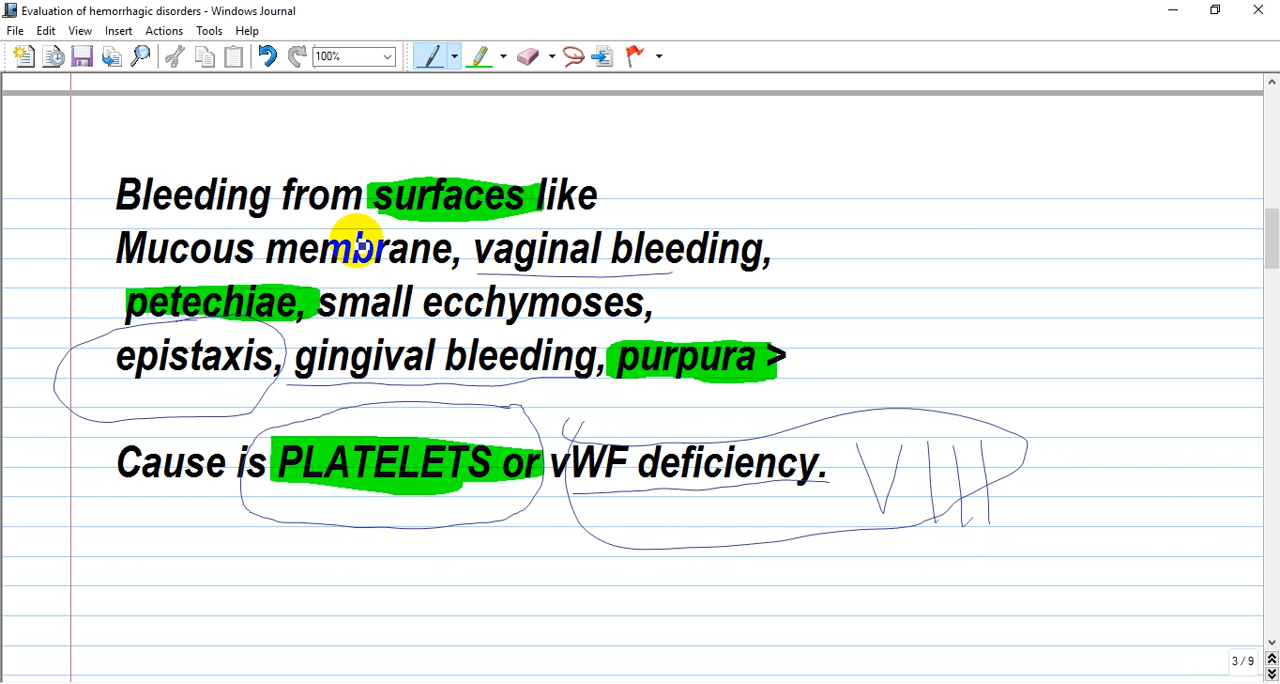 Evaluation of hemorrhagic disorders - Windows Journal
File Edit View Insert Actions Tools Help
100%
Bleeding from surfaces like
Mucous membrane, vaginal bleeding,
petechiae, small ecchymoses,
epistaxis, gingival bleeding, purpura >
Cause is PLATELETS or vWF deficiency. VIII
3 / 9